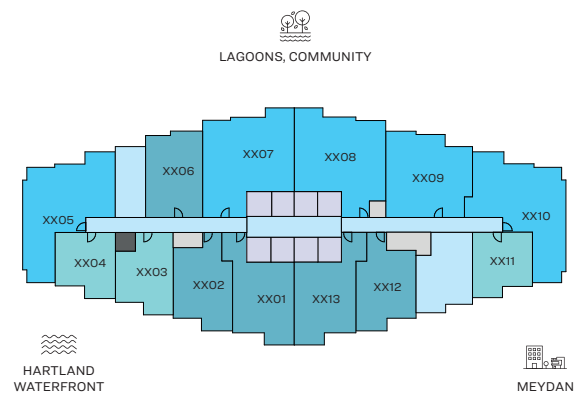 LAGOONS, COMMUNITY
XX07
XX08
XX06
XX09
XX05
XX10
XX04
XX03
XX11
XX02
XX12
XX01
XX13
HARTLAND
WATERFRONT
MEYDAN